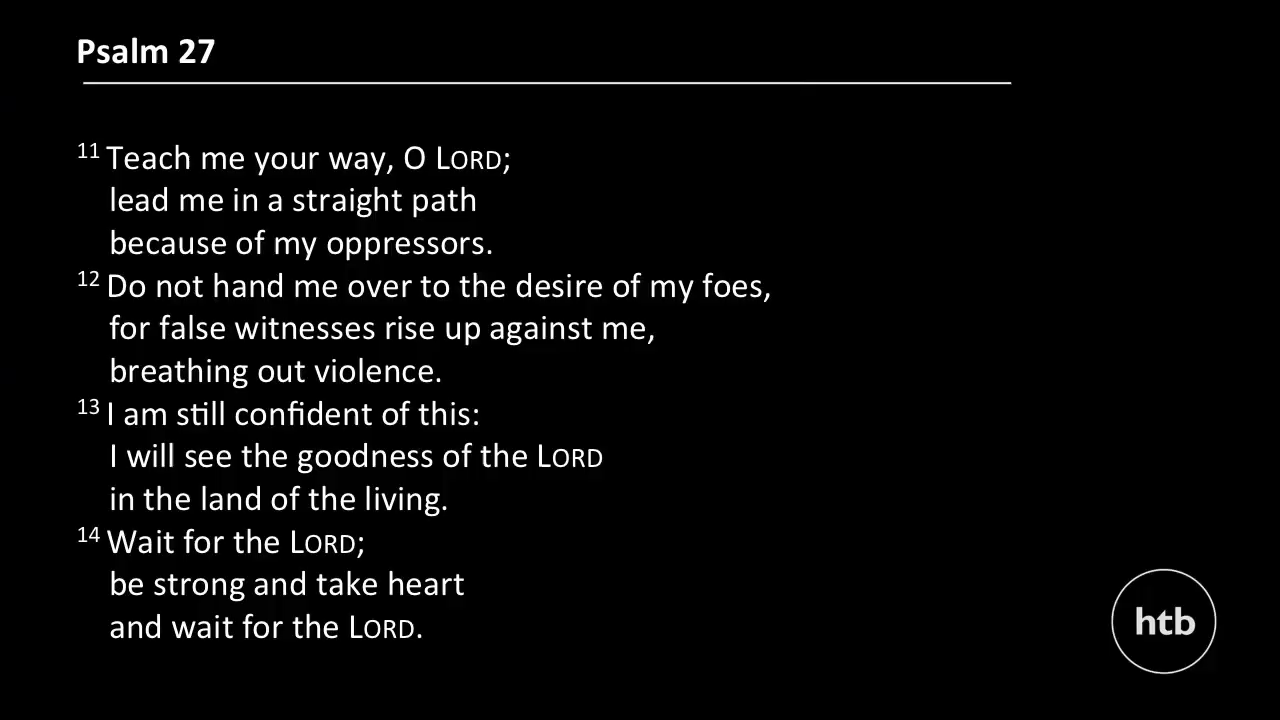 Psalm 27
11 Teach me your way, O LORD;
lead me in a straight path
because of my oppressors.
12 Do not hand me over to the desire of my foes,
for false witnesses rise up against me,
breathing out violence.
13 I am still confident of this:
I will see the goodness of the LORD
in the land of the living.
14 Wait for the LORD;
be strong and take heart
and wait for the LORD.
htb